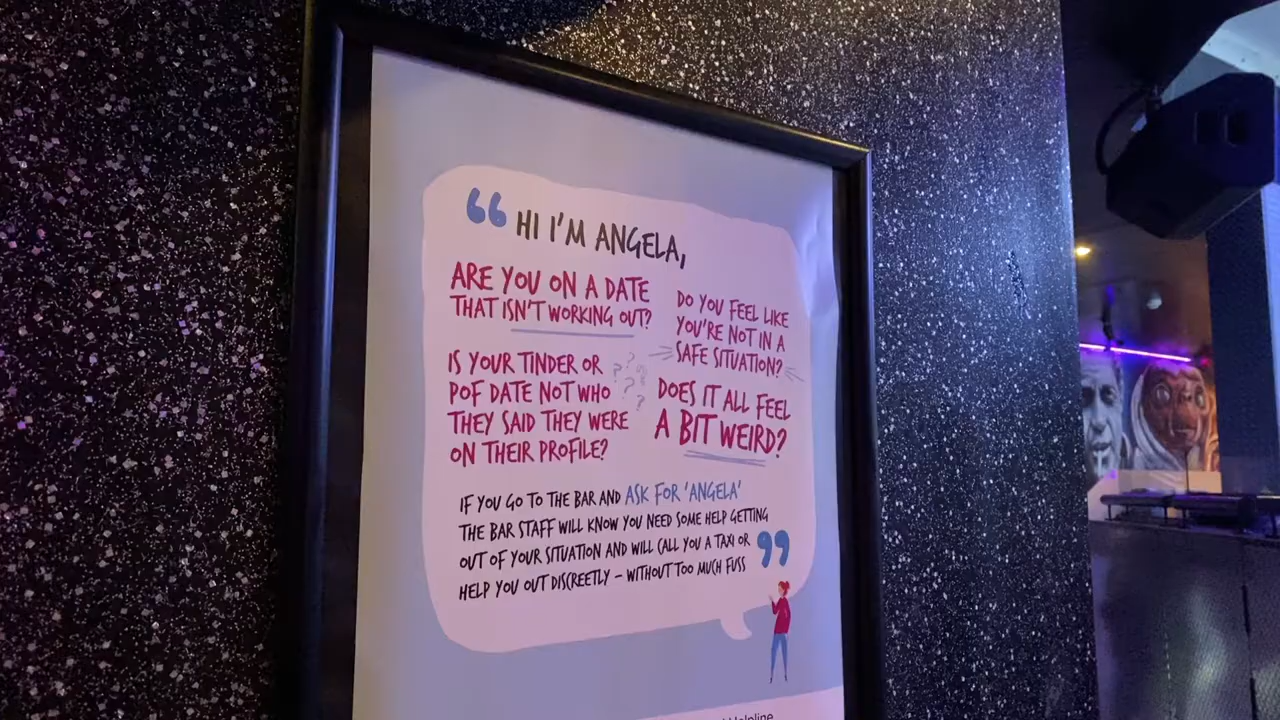 “ HI I'M ANGELA,
ARE YOU ON A DATE
THAT ISN'T WORKING OUT?
DO YOU FEEL LIKE
YOU'RE NOT IN A
SAFE SITUATION?
IS YOUR TINDER OR
POF DATE NOT WHO
THEY SAID THEY WERE
ON THEIR PROFILE?
? ? ? ? ? ?
DOES IT ALL FEEL
A BIT WEIRD?
IF YOU GO TO THE BAR AND ASK FOR 'ANGELA'
THE BAR STAFF WILL KNOW YOU NEED SOME HELP GETTING
OUT OF YOUR SITUATION AND WILL CALL YOU A TAXI OR
HELP YOU OUT DISCREETLY – WITHOUT TOO MUCH FUSS ”
Helpline